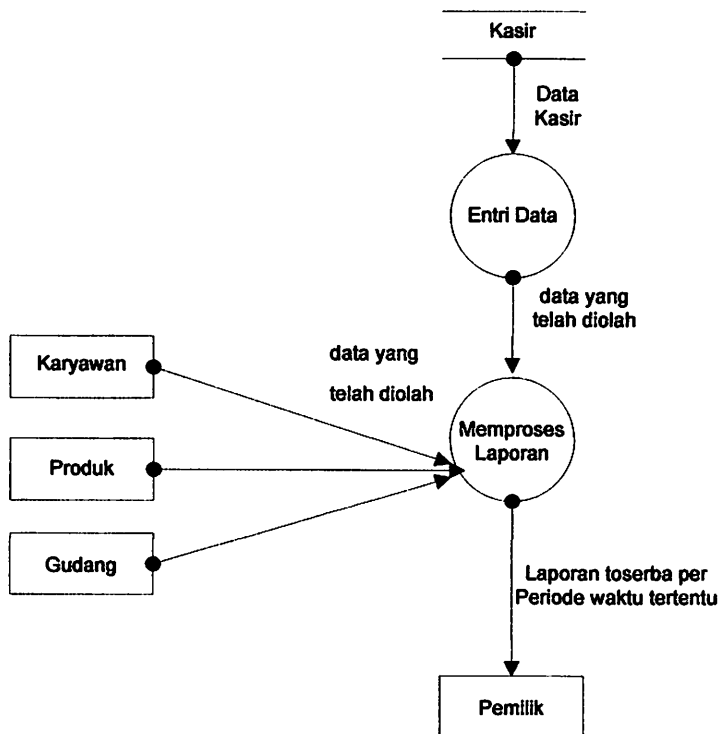 Kasir
Data
Kasir
Entri Data
data yang
telah diolah
Karyawan
data yang
telah diolah
Memproses
Laporan
Produk
Gudang
Laporan toserba per
Periode waktu tertentu
Pemilik